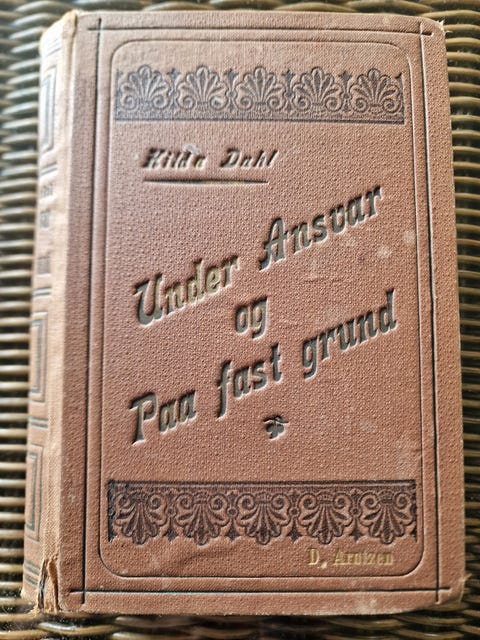 Hilda Dahl
Under Ansvar
og
Paa fast grund
D. Arntzen